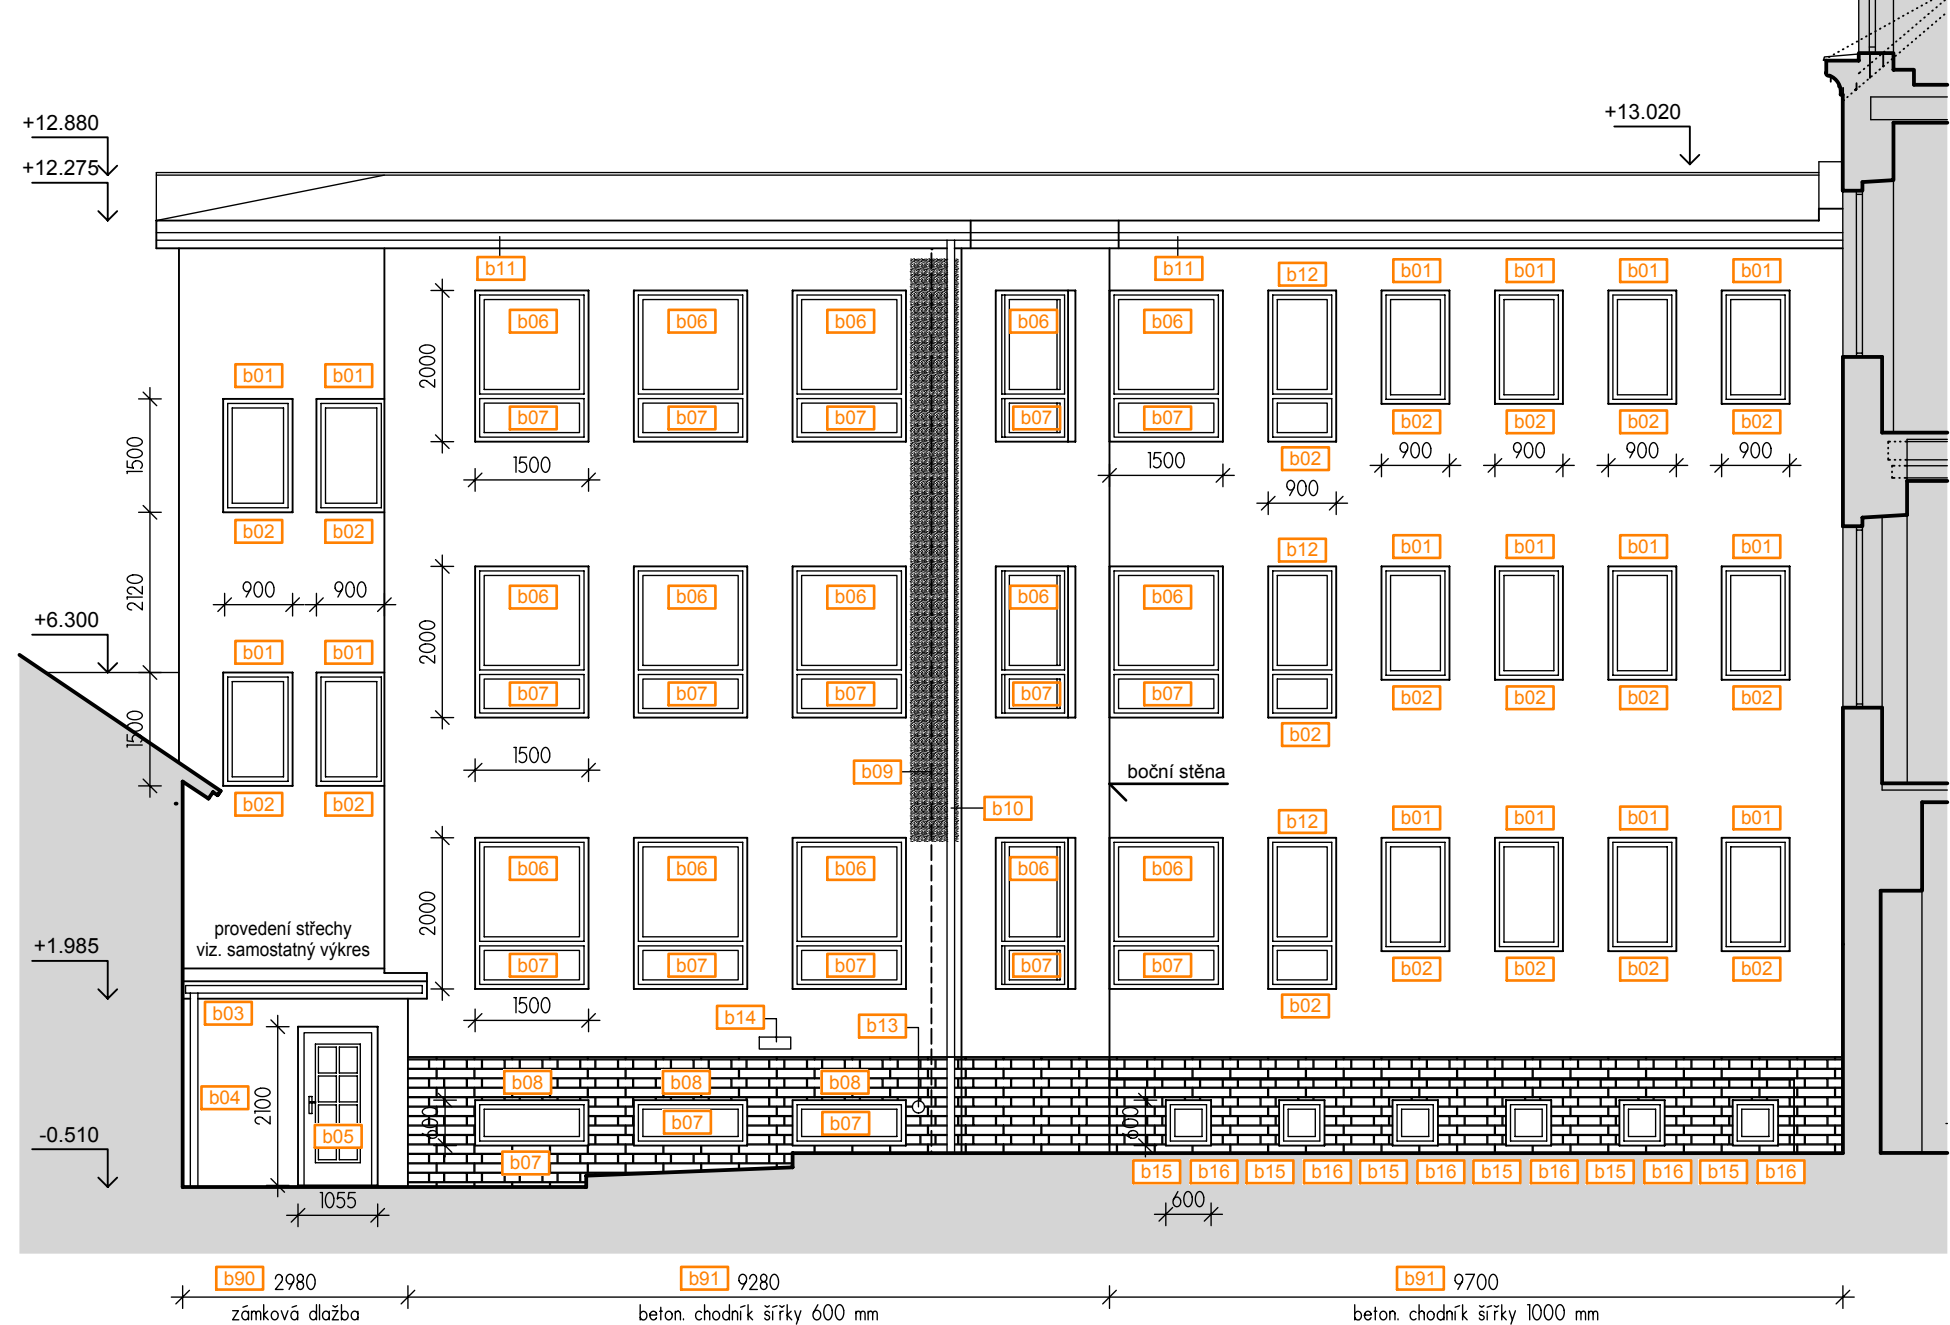 +12.880
+13.020
+12.275
b11
b11
b12
b01
b01
b01
b01
b06
b06
b06
b06
b06
2000
b01
b01
b07
b07
b07
b07
b07
b02
b02
b02
b02
1500
1500
1500
b02
900
900
900
900
900
b02
b02
b12
b01
b01
b01
b01
900
900
2120
b06
b06
b06
b06
b06
+6.300
2000
b01
b01
b07
b07
b07
b07
b07
b02
b02
b02
b02
1500
b02
1500
b09
boční stěna
b02
b02
b10
b12
b01
b01
b01
b01
b06
b06
b06
b06
b06
2000
provedení střechy
viz. samostatný výkres
+1.985
b07
b07
b07
b07
b07
b02
b02
b02
b02
1500
b02
b03
b14
b13
2100
b08
b08
b08
b04
600
b07
b07
600
-0.510
b05
b07
b15
b16
b15
b16
b15
b16
b15
b16
b15
b16
b15
b16
1055
600
b90 2980
b91 9280
b91 9700
zámková dlažba
beton. chodník šířky 600 mm
beton. chodník šířky 1000 mm